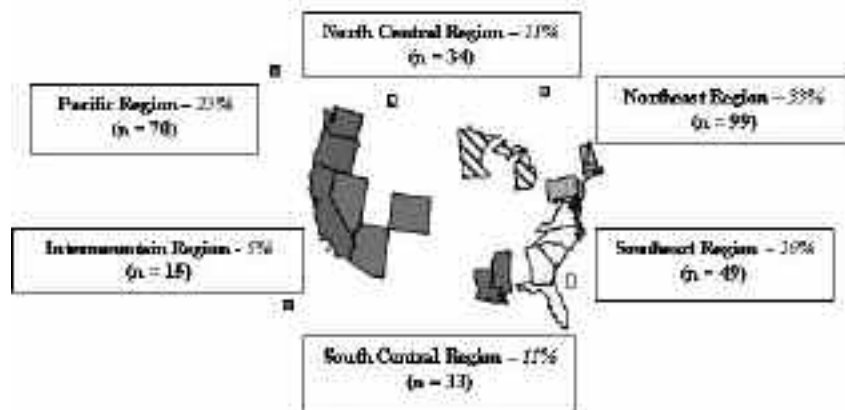 North Central Region – 11%
(n = 34)
Pacific Region – 23%
(n = 70)
Northeast Region – 33%
(n = 99)
Intermountain Region - 5%
(n = 15)
Southeast Region – 16%
(n = 49)
South Central Region – 11%
(n = 33)